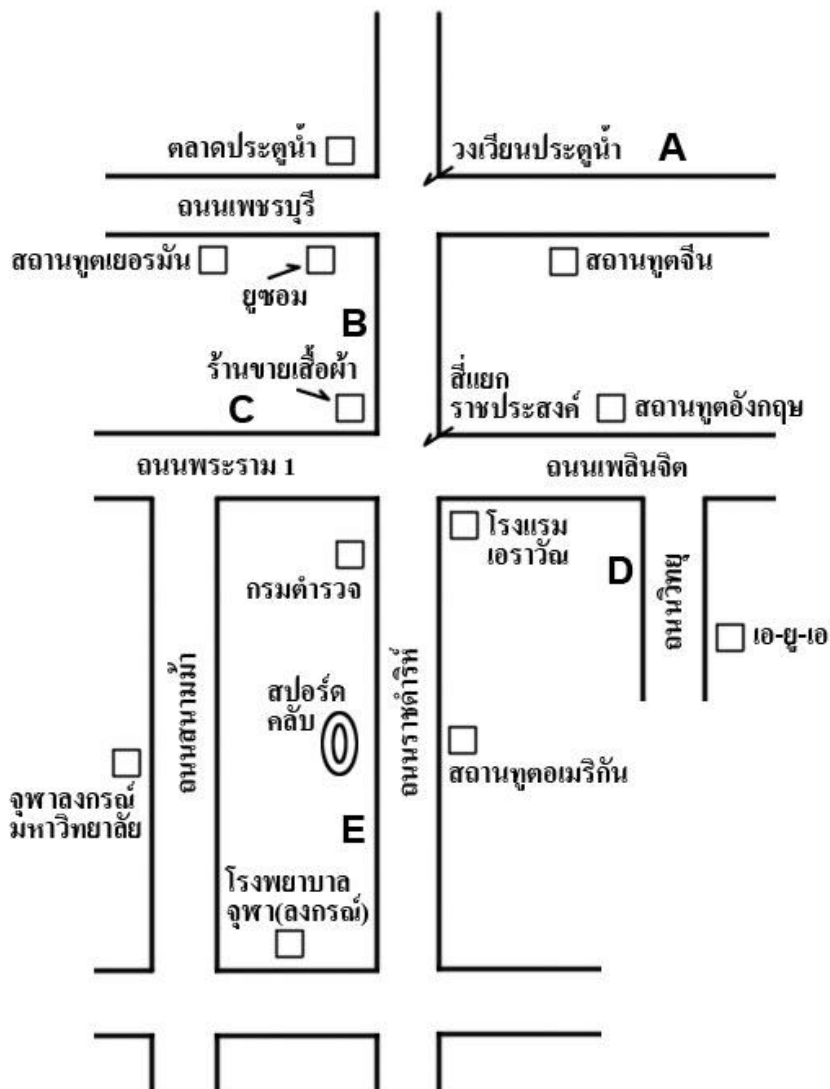 ตลาดประตูน้ำ
วงเวียนประตูน้ำ
A
ถนนเพชรบุรี
สถานทูตเยอรมัน
ยูซอม
สถานทูตจีน
B
ร้านขายเสื้อผ้า
C
สี่แยก
ราชประสงค์
สถานทูตอังกฤษ
ถนนพระราม 1
ถนนเพลินจิต
กรมตำรวจ
โรงแรม
เอราวัณ
D
ถนนวิทยุ
เอ-ยู-เอ
ถนนสนามม้า
สปอร์ต
คลับ
ถนนราชดำริห์
สถานทูตอเมริกัน
จุฬาลงกรณ์
มหาวิทยาลัย
E
โรงพยาบาล
จุฬา(ลงกรณ์)